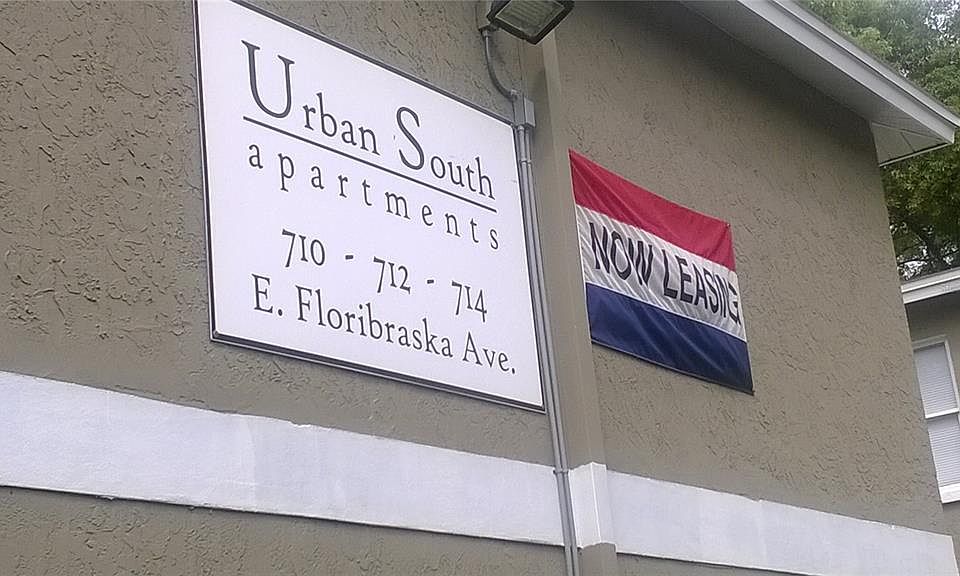 Urban South
apartments
710 - 712 - 714
E. Floribraska Ave.
NOW LEASING